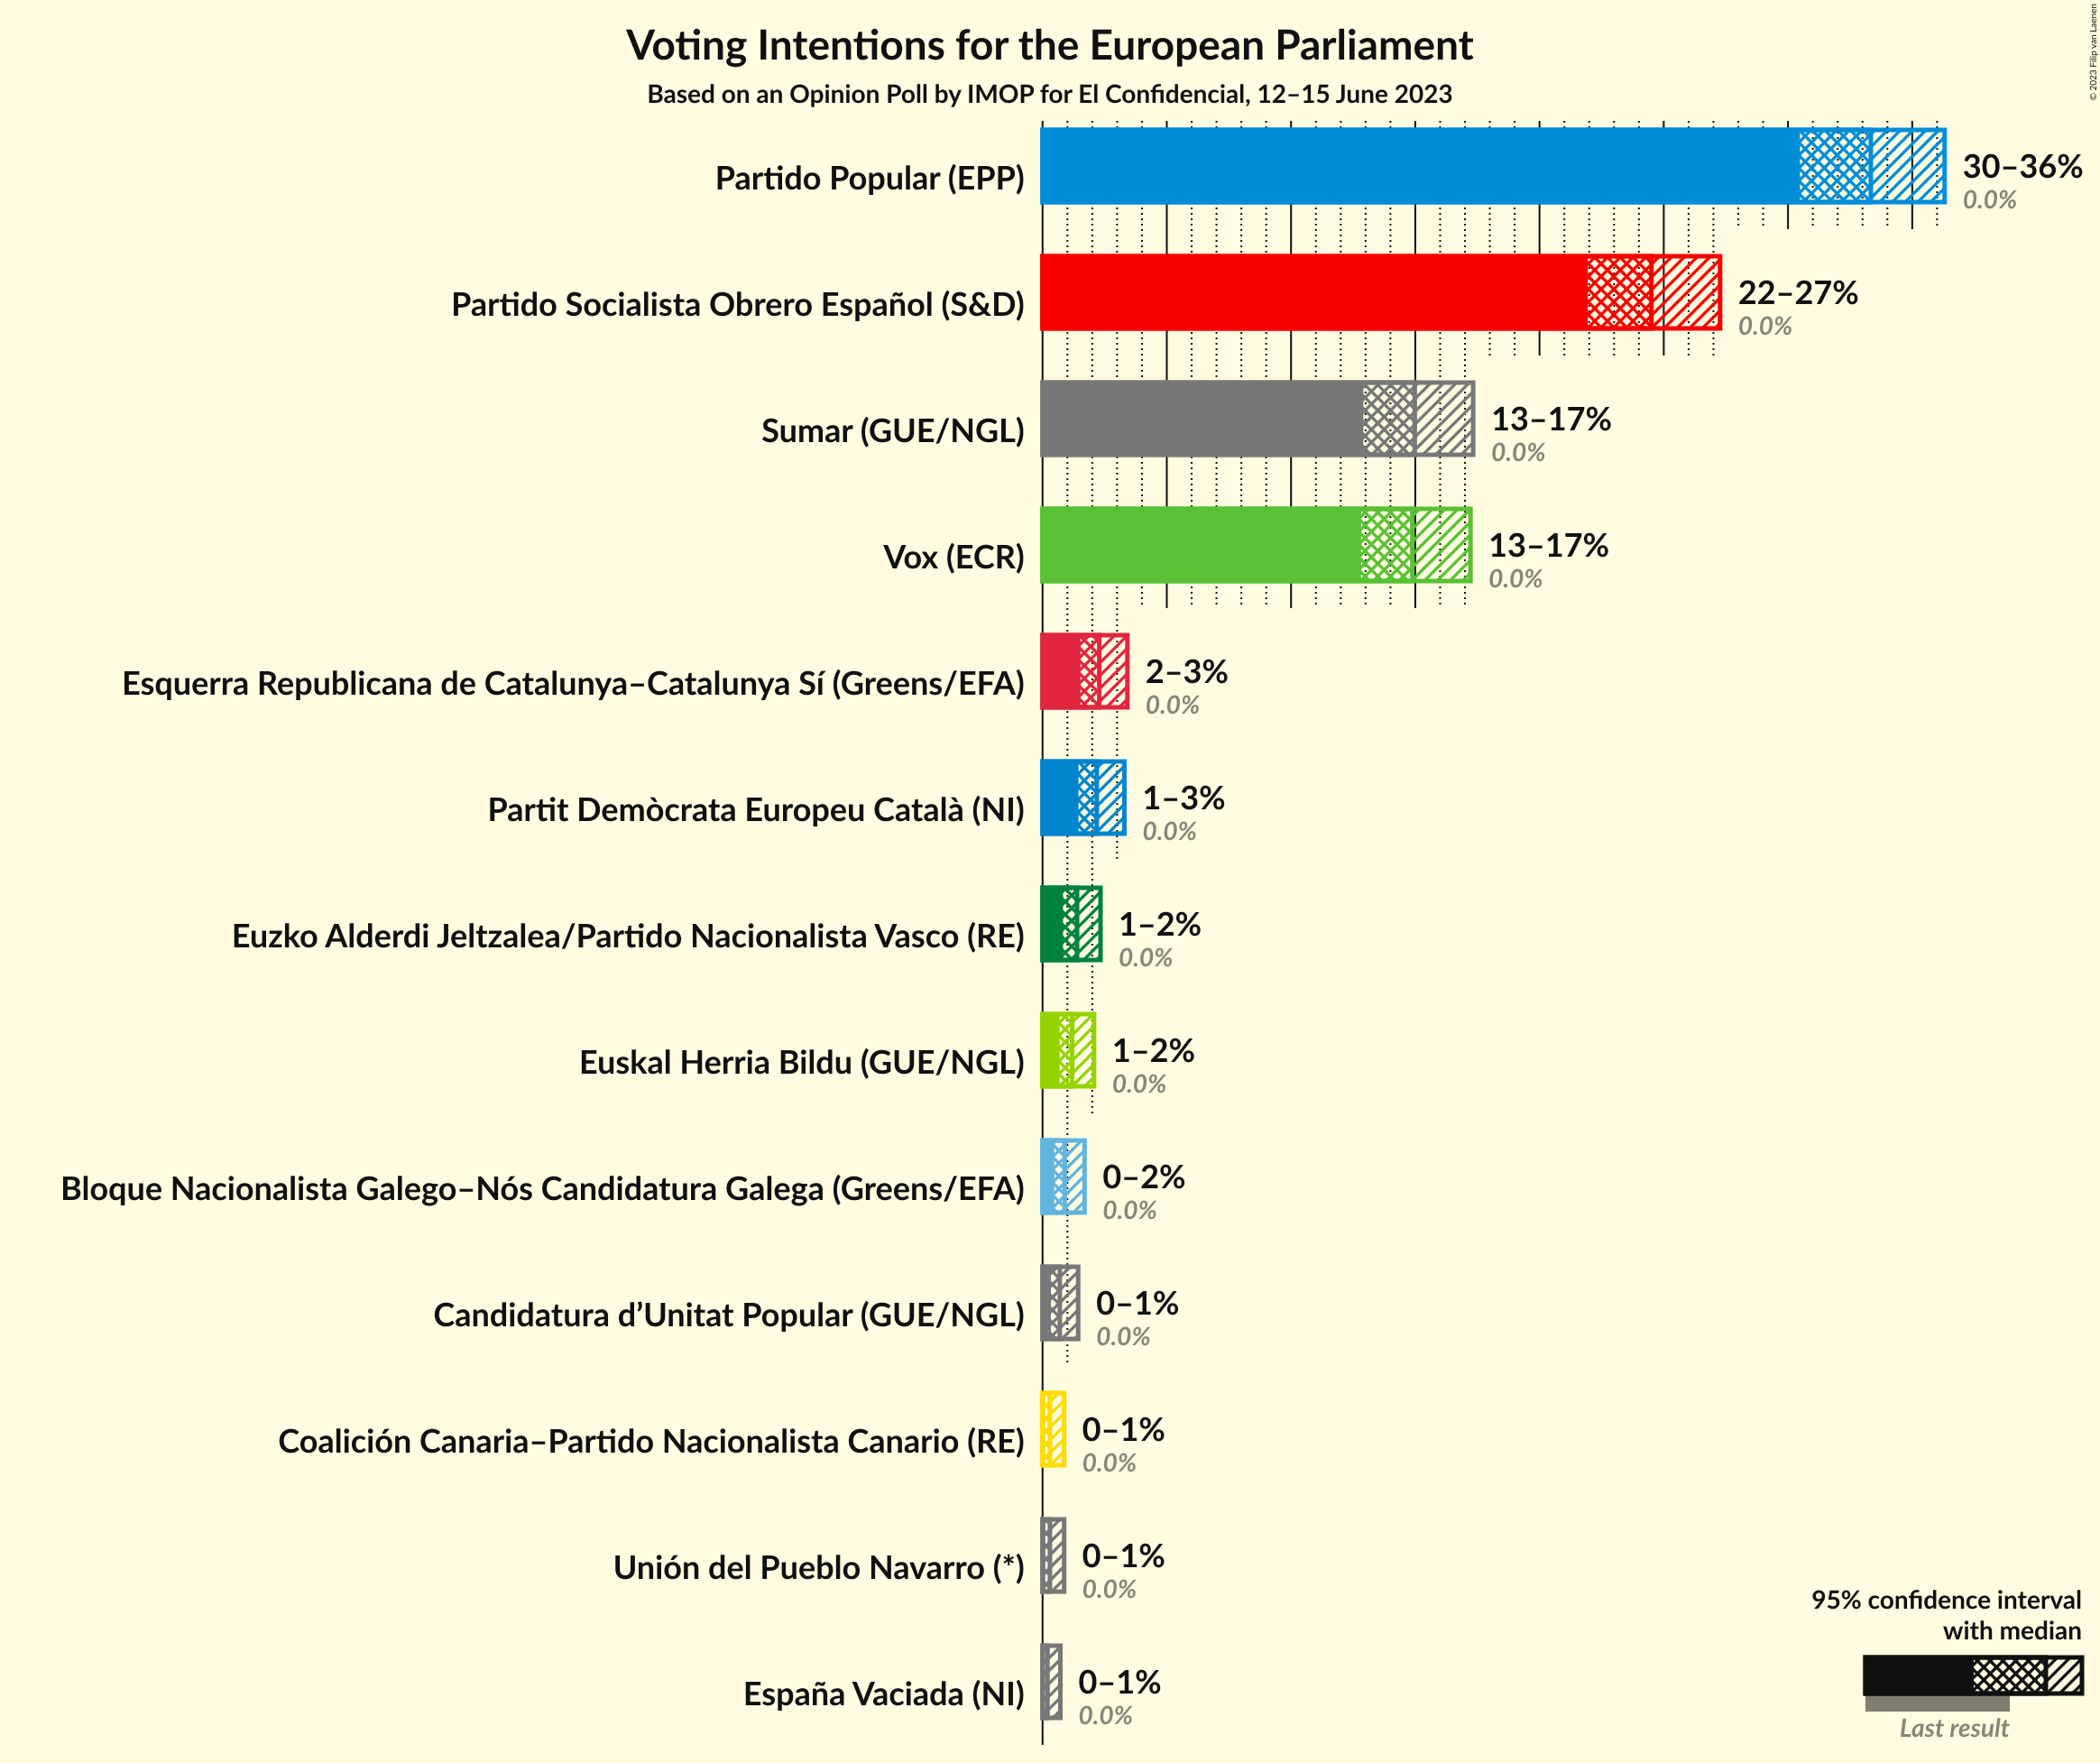 Voting Intentions for the European Parliament
Based on an Opinion Poll by IMOP for El Confidencial, 12–15 June 2023
© 2023 Filip van Laenen
Partido Popular (EPP)
30–36%
0.0%
Partido Socialista Obrero Español (S&D)
22–27%
0.0%
Sumar (GUE/NGL)
13–17%
0.0%
Vox (ECR)
13–17%
0.0%
Esquerra Republicana de Catalunya–Catalunya Sí (Greens/EFA)
2–3%
0.0%
Partit Demòcrata Europeu Català (NI)
1–3%
0.0%
Euzko Alderdi Jeltzalea/Partido Nacionalista Vasco (RE)
1–2%
0.0%
Euskal Herria Bildu (GUE/NGL)
1–2%
0.0%
Bloque Nacionalista Galego–Nós Candidatura Galega (Greens/EFA)
0–2%
0.0%
Candidatura d’Unitat Popular (GUE/NGL)
0–1%
0.0%
Coalición Canaria–Partido Nacionalista Canario (RE)
0–1%
0.0%
Unión del Pueblo Navarro (*)
0–1%
0.0%
España Vaciada (NI)
0–1%
0.0%
95% confidence interval
with median
Last result